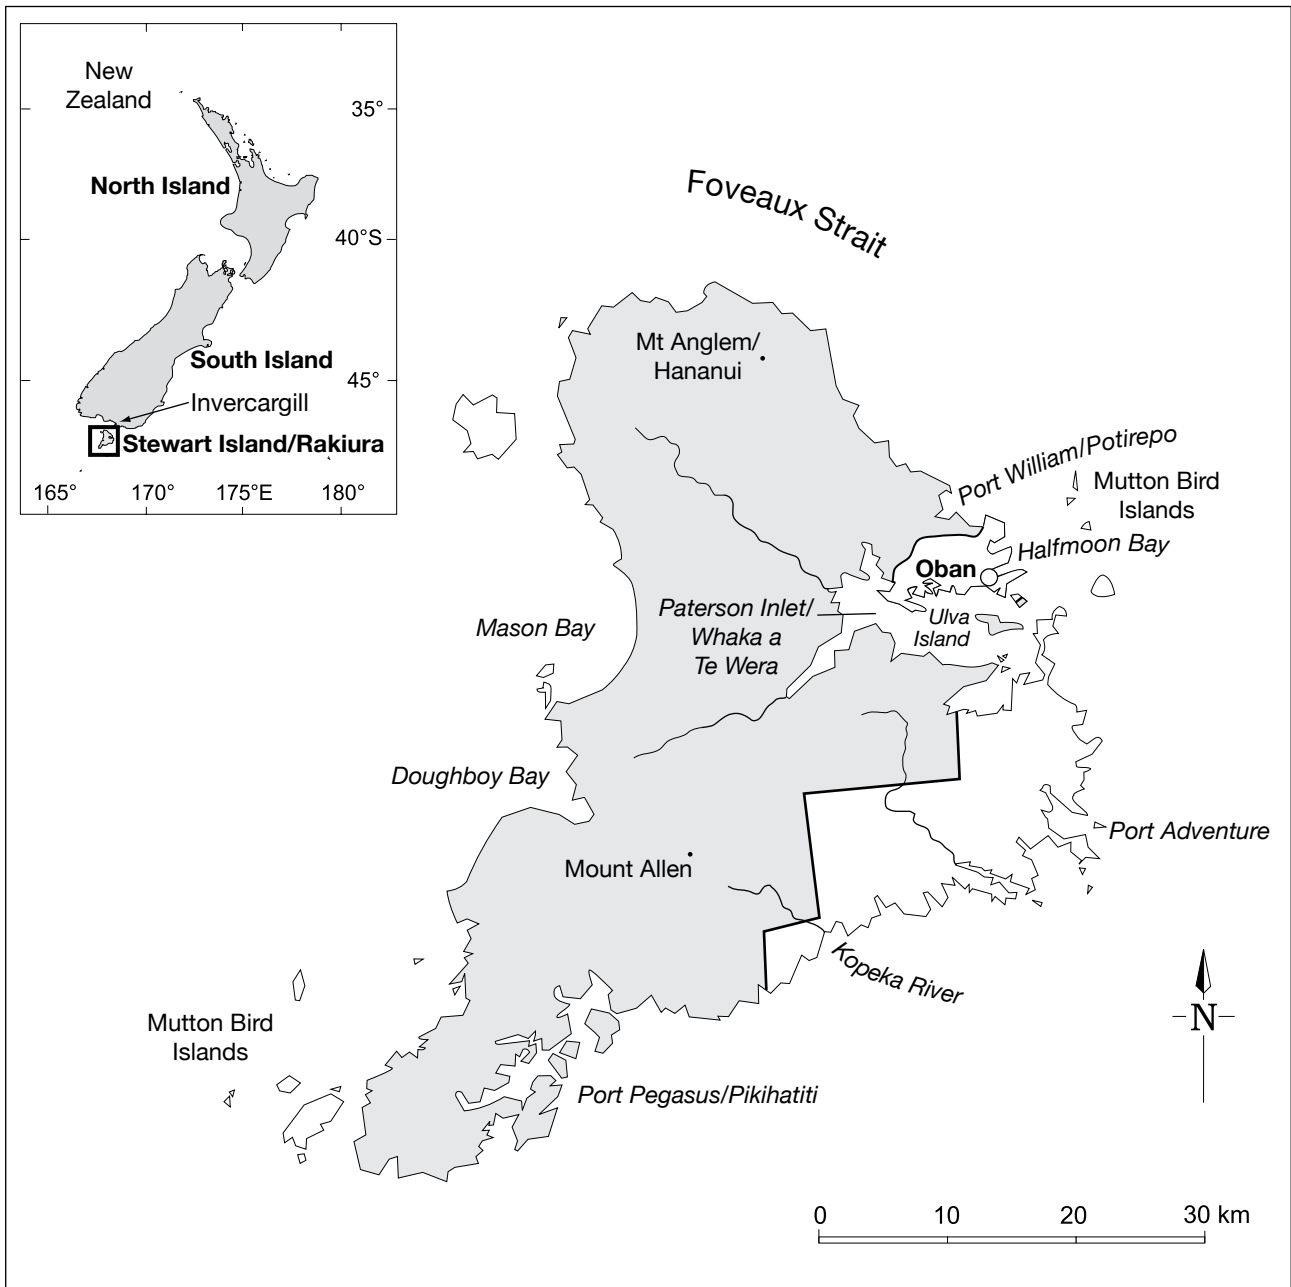 New
Zealand
35°
North Island
40°S
South Island
45°
Invercargill
Stewart Island/Rakiura
165°
170°
175°E
180°
Foveaux Strait
Mt Anglem/
Hananui
Port William/Potirepo
Mutton Bird
Islands
Halfmoon Bay
Oban
Paterson Inlet/
Whaka a
Te Wera
Ulva
Island
Mason Bay
Doughboy Bay
Port Adventure
Mount Allen
Kopeka River
Mutton Bird
Islands
N
Port Pegasus/Pikihatiti
0
10
20
30 km